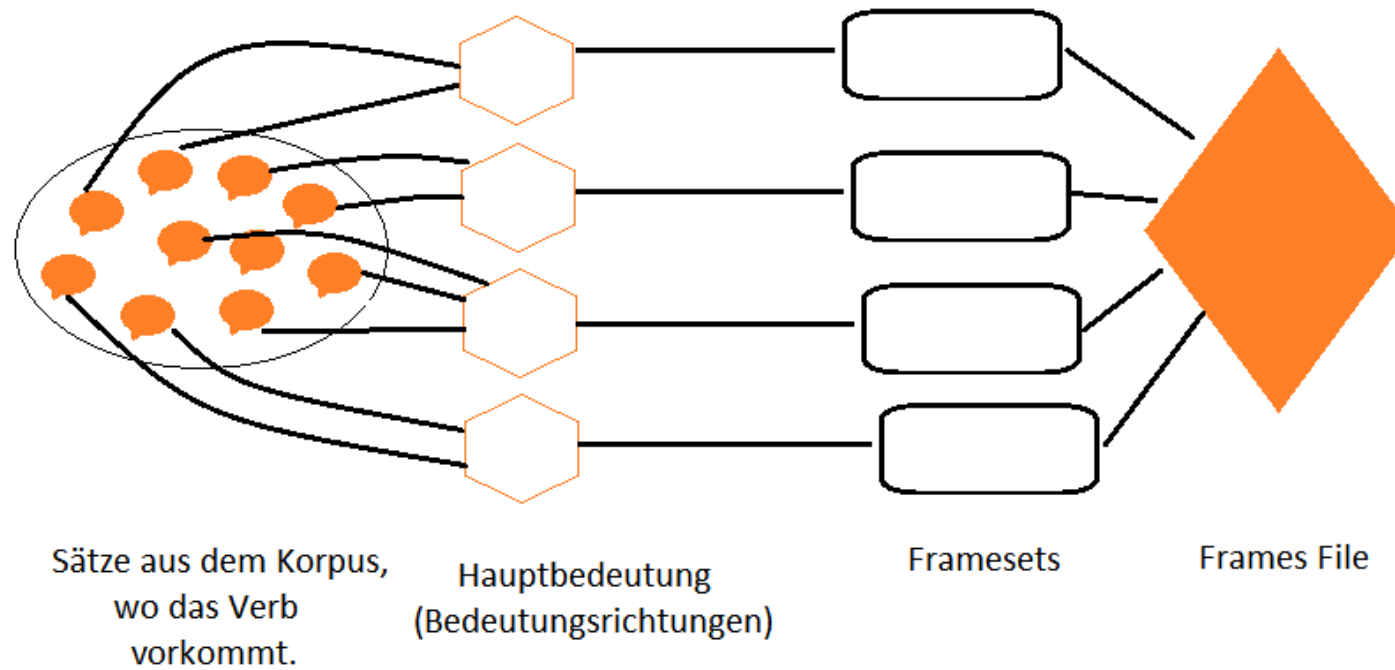 Sätze aus dem Korpus,
wo das Verb
vorkommt.
Hauptbedeutung
(Bedeutungsrichtungen)
Framesets
Frames File